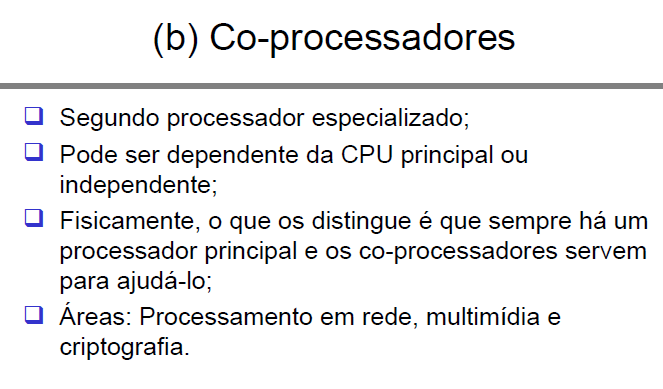 (b) Co-processadores
Segundo processador especializado;
Pode ser dependente da CPU principal ou
independente;
Fisicamente, o que os distingue é que sempre há um
processador principal e os co-processadores servem
para ajudá-lo;
Áreas: Processamento em rede, multimídia e
criptografia.